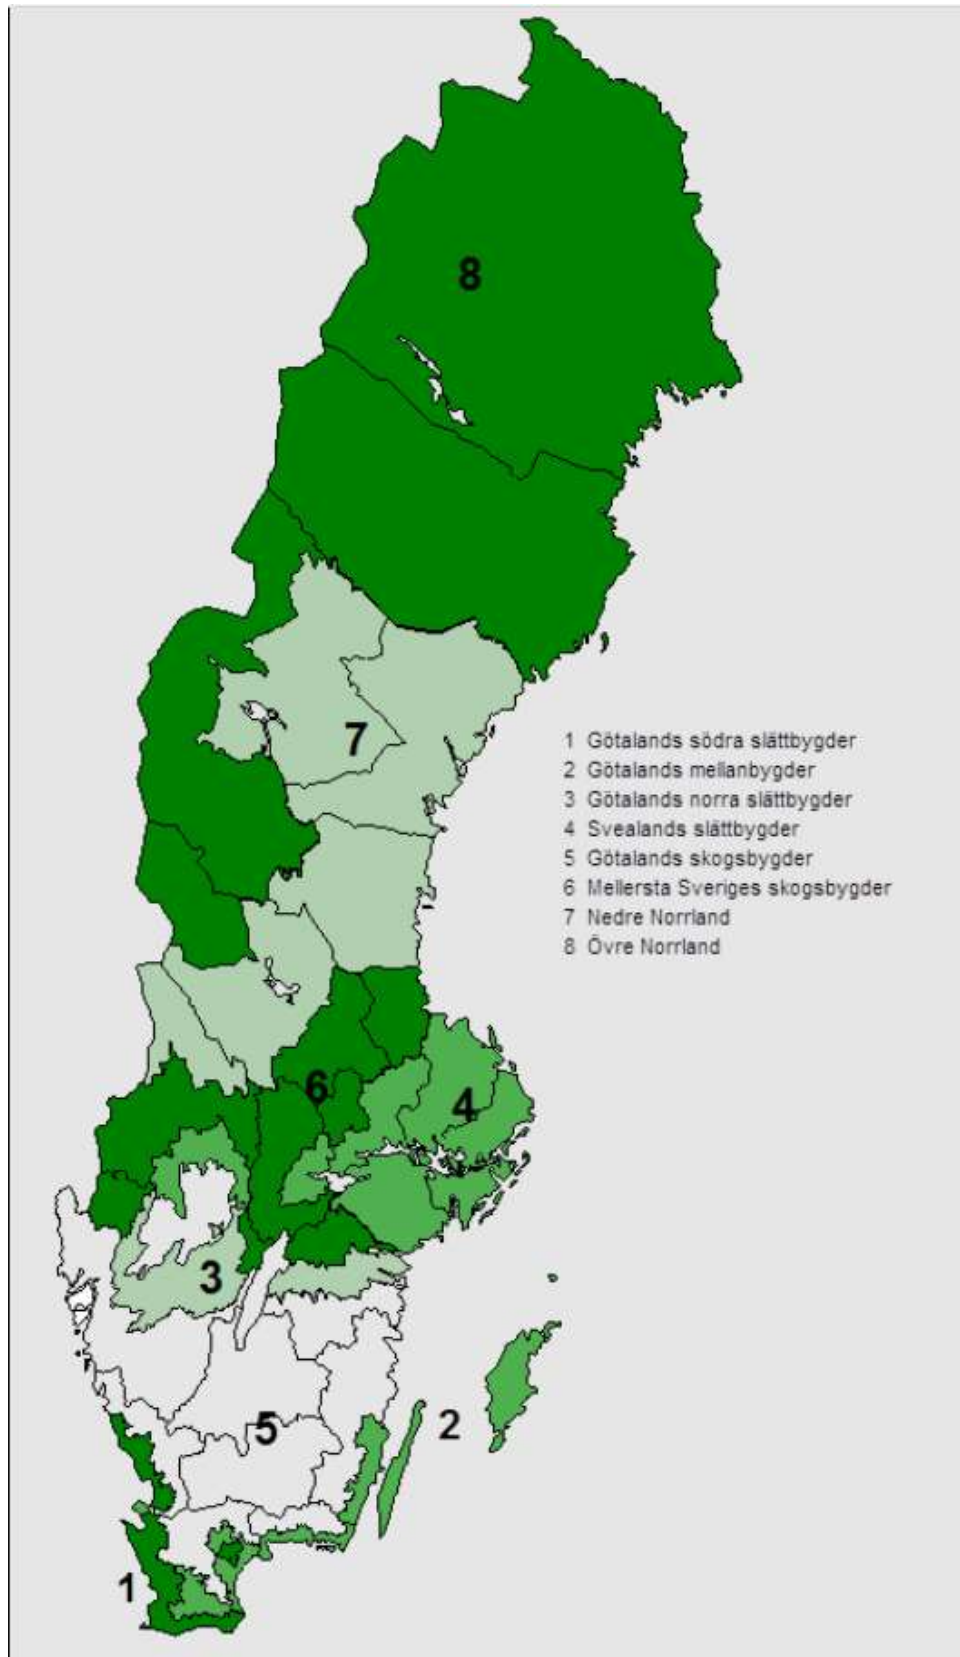 8
7
1 Götalands södra slättbygder
2 Götalands mellanbygder
3 Götalands norra slättbygder
4 Svealands slättbygder
5 Götalands skogsbygder
6 Mellersta Sveriges skogsbygder
7 Nedre Norrland
8 Övre Norrland
6
4
3
5
2
1